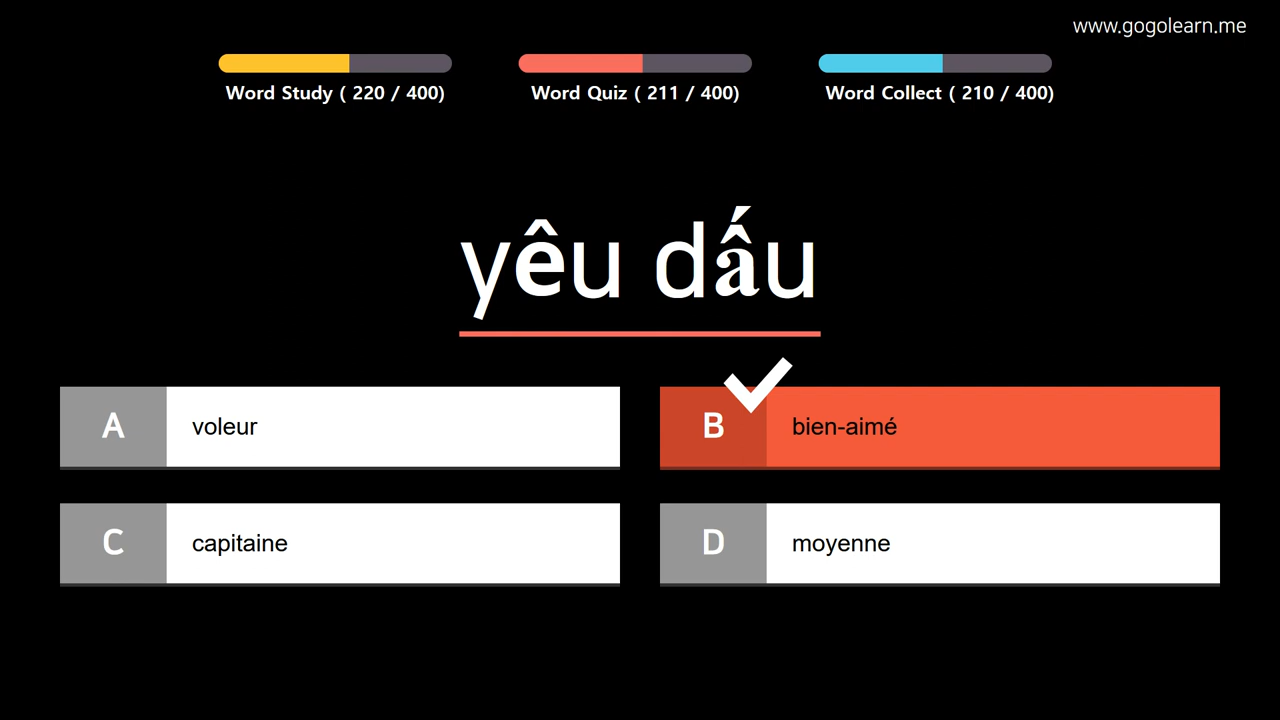 www.gogolearn.me
Word Study ( 220 / 400)
Word Quiz ( 211 / 400)
Word Collect ( 210 / 400)
yêu dấu
A voleur
B bien-aimé
C capitaine
D moyenne